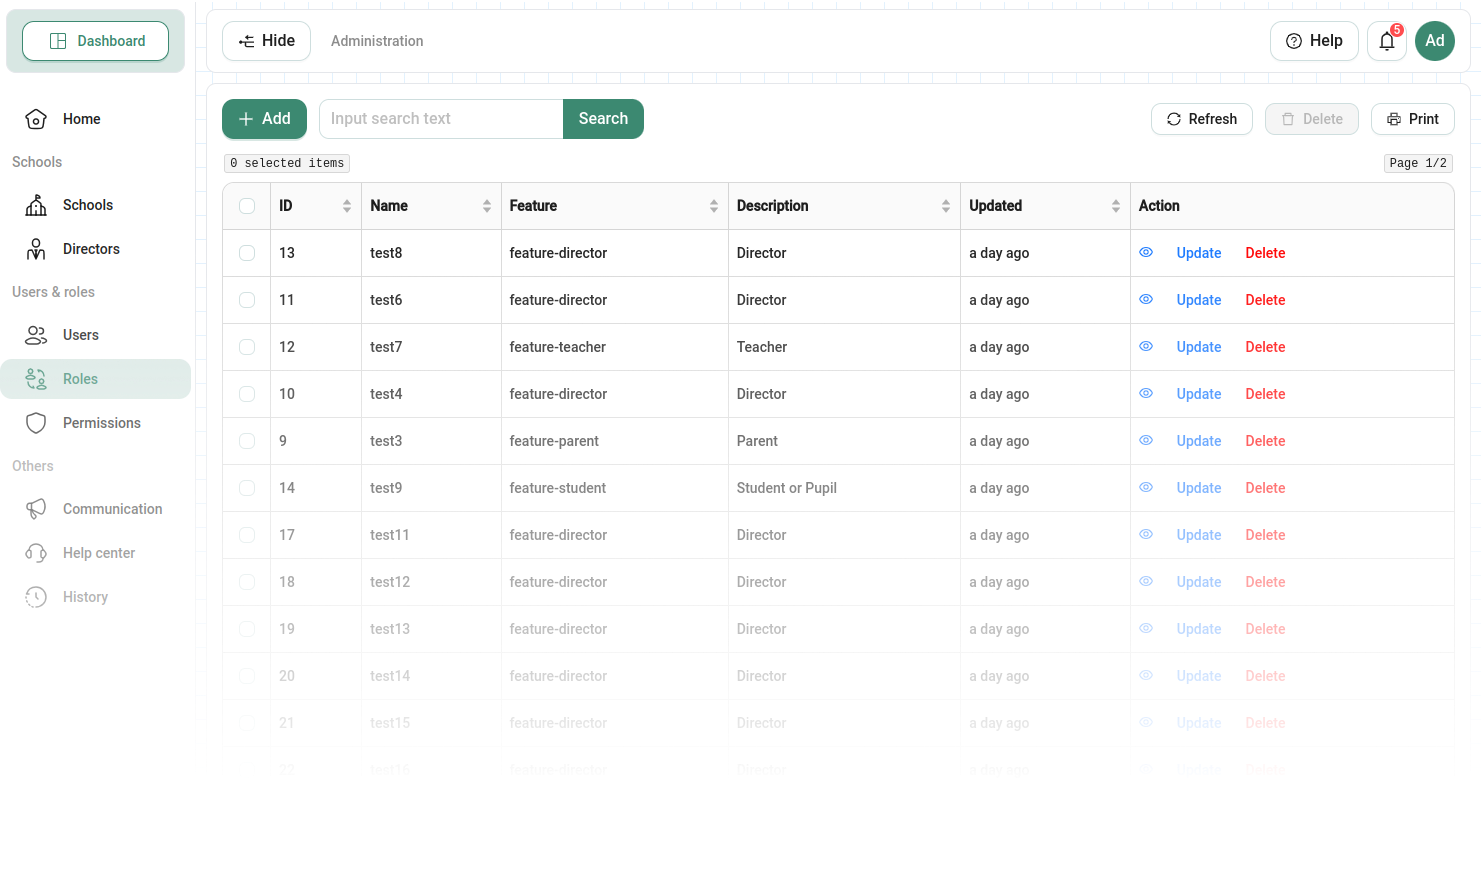 Dashboard
Home
Schools
Schools
Directors
Users & roles
Users
Roles
Permissions
Others
Communication
Help center
History
Hide
Administration
Help
5
Ad
Add
Input search text
Search
Refresh
Delete
Print
0 selected items
Page 1/2
ID Name Feature Description Updated Action
13 test8 feature-director Director a day ago Update Delete
11 test6 feature-director Director a day ago Update Delete
12 test7 feature-teacher Teacher a day ago Update Delete
10 test4 feature-director Director a day ago Update Delete
9 test3 feature-parent Parent a day ago Update Delete
14 test9 feature-student Student or Pupil a day ago Update Delete
17 test11 feature-director Director a day ago Update Delete
18 test12 feature-director Director a day ago Update Delete
19 test13 feature-director Director a day ago Update Delete
20 test14 feature-director Director a day ago Update Delete
21 test15 feature-director Director a day ago Update Delete
22 test16 feature-director Director a day ago Update Delete